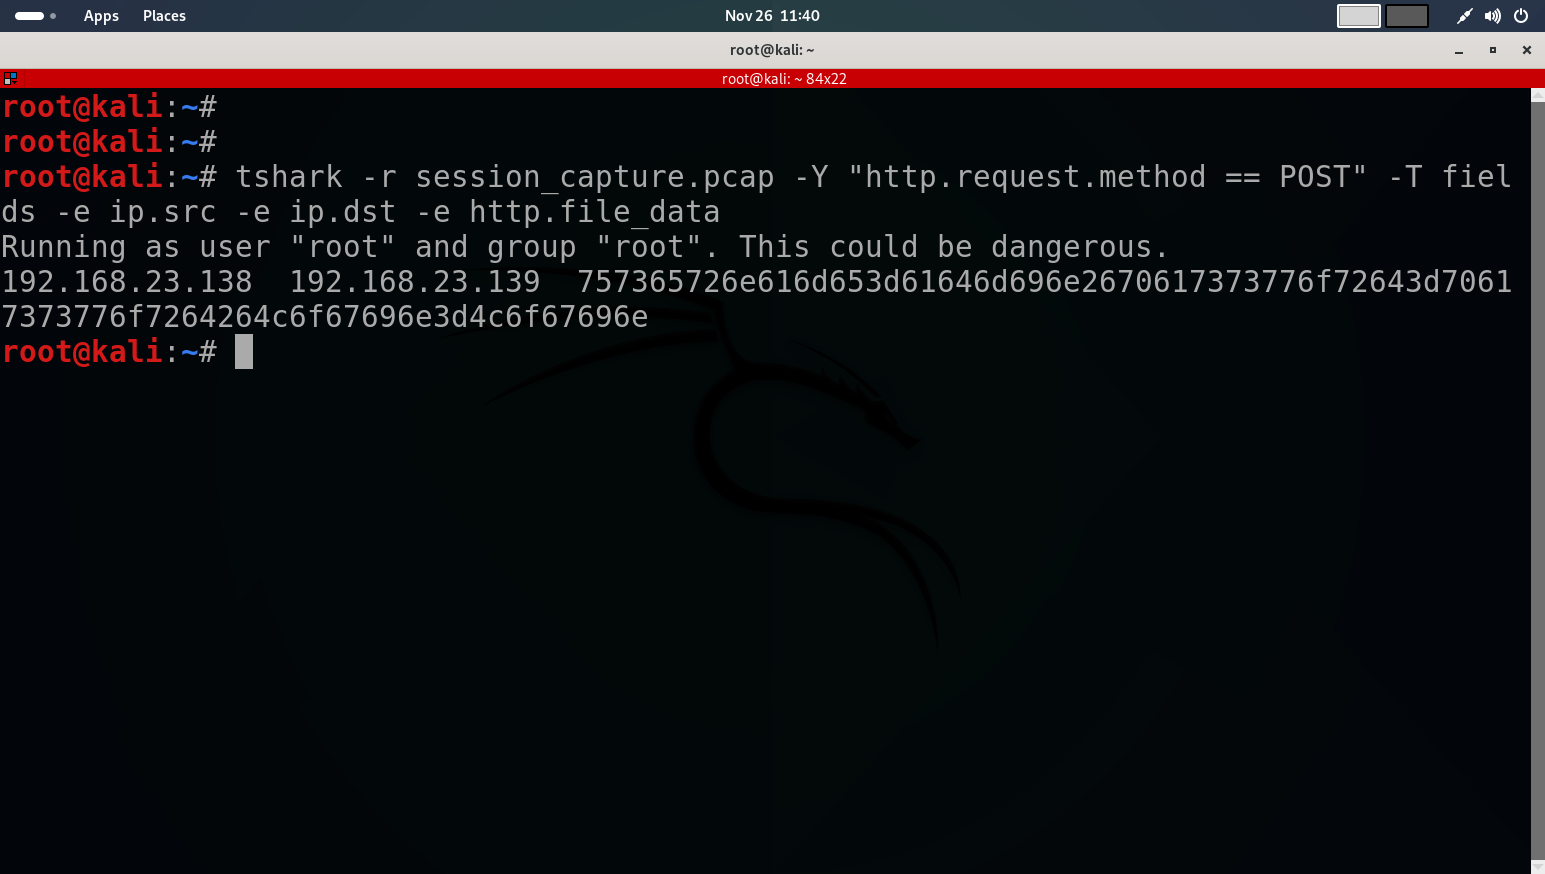 Apps Places Nov 26 11:40
root@kali: ~
root@kali: ~ 84x22
root@kali:~#
root@kali:~#
root@kali:~# tshark -r session_capture.pcap -Y "http.request.method == POST" -T fiel
ds -e ip.src -e ip.dst -e http.file_data
Running as user "root" and group "root". This could be dangerous.
192.168.23.138  192.168.23.139  757365726e616d653d61646d696e2670617373776f72643d7061
7373776f7264264c6f67696e3d4c6f67696e
root@kali:~#